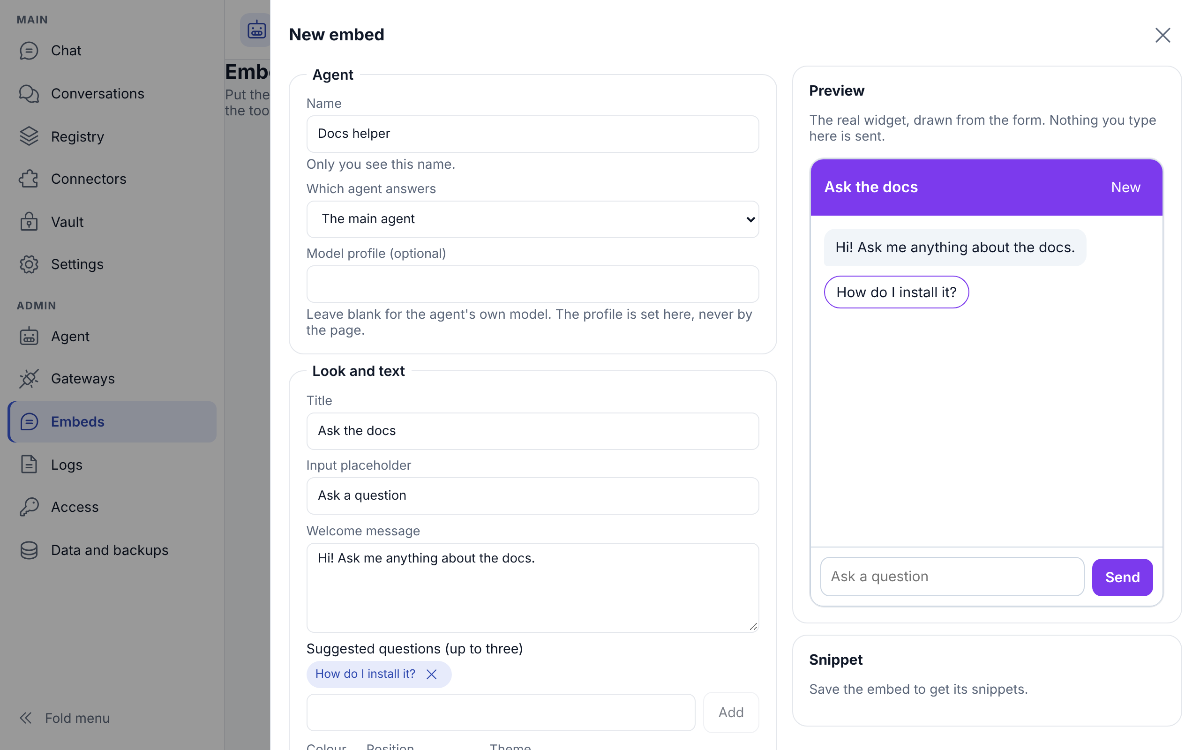 MAIN
Chat
Conversations
Registry
Connectors
Vault
Settings
ADMIN
Agent
Gateways
Embeds
Logs
Access
Data and backups
Fold menu
Put the
New embed
Agent
Name
Docs helper
Only you see this name.
Which agent answers
The main agent
Model profile (optional)
Leave blank for the agent's own model. The profile is set here, never by
the page.
Look and text
Title
Ask the docs
Input placeholder
Ask a question
Welcome message
Hi! Ask me anything about the docs.
Suggested questions (up to three)
How do I install it?
Add
Colour Position Theme
Preview
The real widget, drawn from the form. Nothing you type
here is sent.
Ask the docs New
Hi! Ask me anything about the docs.
How do I install it?
Ask a question Send
Snippet
Save the embed to get its snippets.